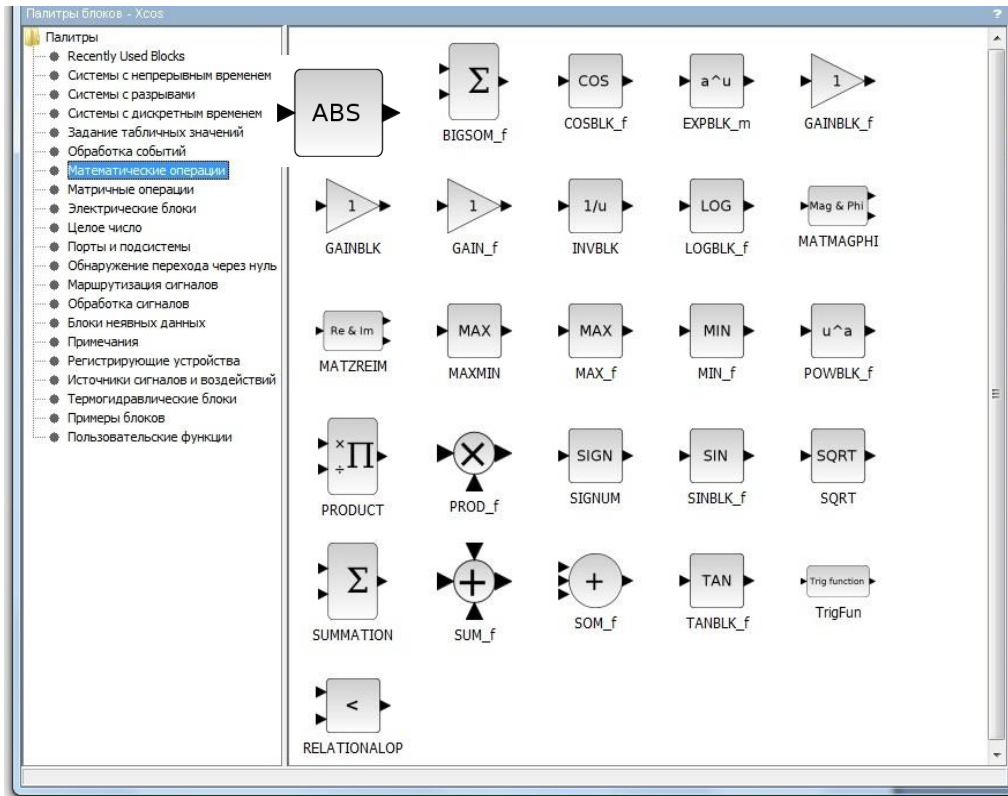 Палитры блоков - Xcos
?
Палитры
Recently Used Blocks
Системы с непрерывным временем
Системы с разрывами
Системы с дискретным временем
Задание табличных значений
Обработка событий
Математические операции
Матричные операции
Электрические блоки
Целое число
Порты и подсистемы
Обнаружение перехода через нуль
Маршрутизация сигналов
Обработка сигналов
Блоки неявных данных
Примечания
Регистрирующие устройства
Источники сигналов и воздействий
Термогидравлические блоки
Примеры блоков
Пользовательские функции
ABS
Σ
COS
a^u
1
BIGSOM_f
COSBLK_f
EXPBLK_m
GAINBLK_f
1
1
1/u
LOG
Mag & Phi
GAINBLK
GAIN_f
INVBLK
LOGBLK_f
MATMAGPHI
Re & Im
MAX
MAX
MIN
u^a
MATZREIM
MAXMIN
MAX_f
MIN_f
POWBLK_f
×
÷
Π
×
SIGN
SIN
SQRT
PRODUCT
PROD_f
SIGNUM
SINBLK_f
SQRT
Σ
+
+
TAN
Trig function
SUMMATION
SUM_f
SOM_f
TANBLK_f
TrigFun
<
RELATIONALOP